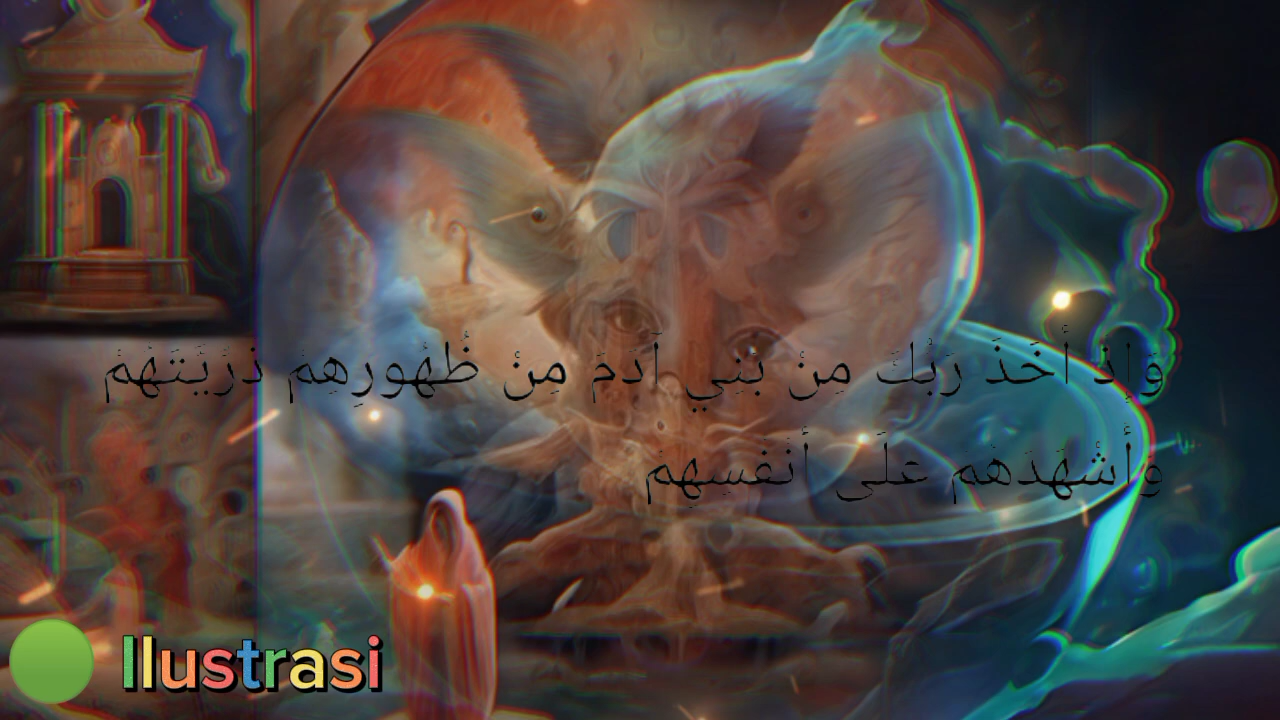 وَإِذْ أَخَذَ رَبُّكَ مِنْ بَنِي آدَمَ مِنْ ظُهُورِهِمْ ذُرِّيَّتَهُمْ
وَأَشْهَدَهُمْ عَلَى أَنْفُسِهِمْ
Ilustrasi